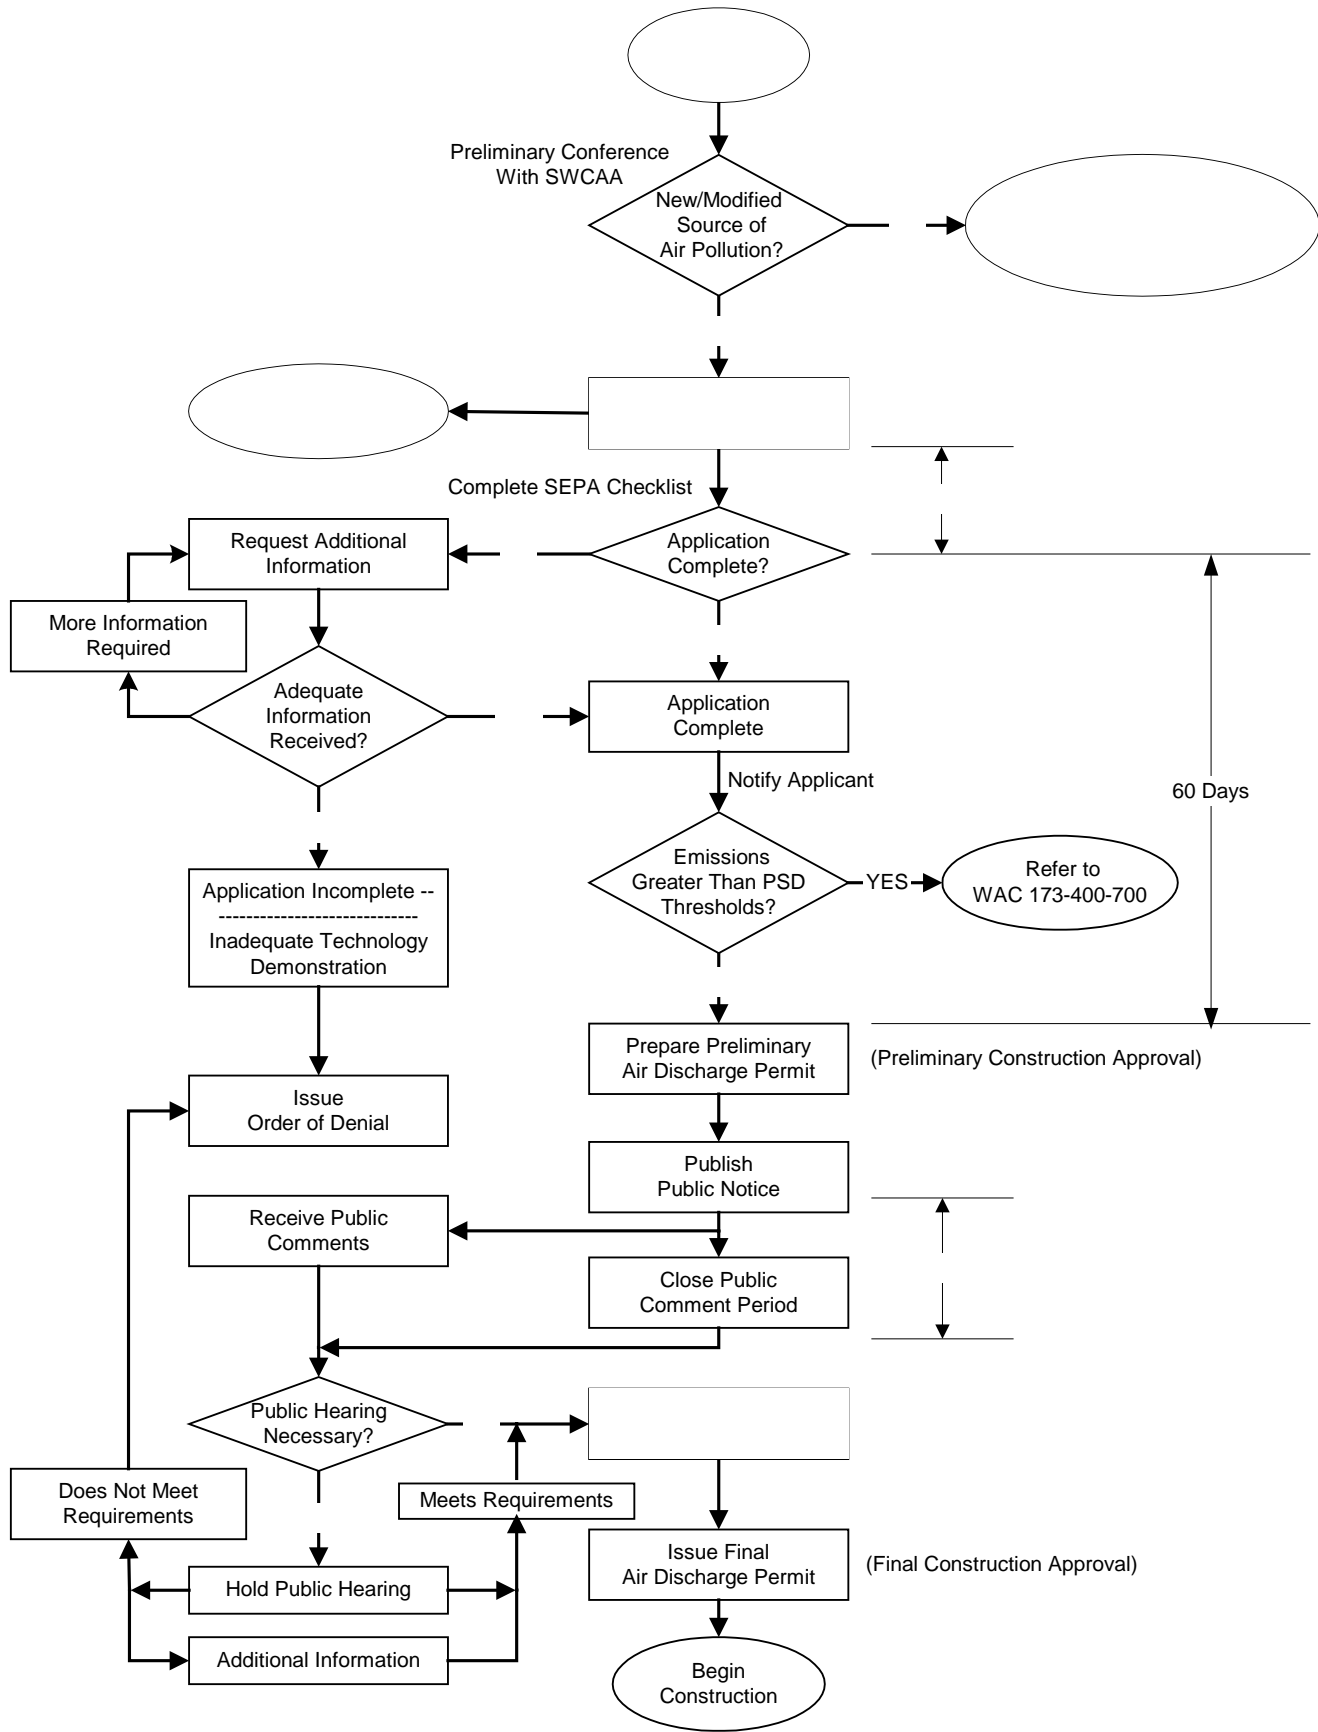 Preliminary Conference
With SWCAA
New/Modified
Source of
Air Pollution?
Complete SEPA Checklist
Request Additional
Information
Application
Complete?
More Information
Required
Adequate
Information
Received?
Application
Complete
Notify Applicant
60 Days
Application Incomplete --
-----------------------------
Inadequate Technology
Demonstration
Emissions
Greater Than PSD
Thresholds?
YES
Refer to
WAC 173-400-700
Prepare Preliminary
Air Discharge Permit
(Preliminary Construction Approval)
Issue
Order of Denial
Publish
Public Notice
Receive Public
Comments
Close Public
Comment Period
Public Hearing
Necessary?
Does Not Meet
Requirements
Meets Requirements
Issue Final
Air Discharge Permit
(Final Construction Approval)
Hold Public Hearing
Additional Information
Begin
Construction